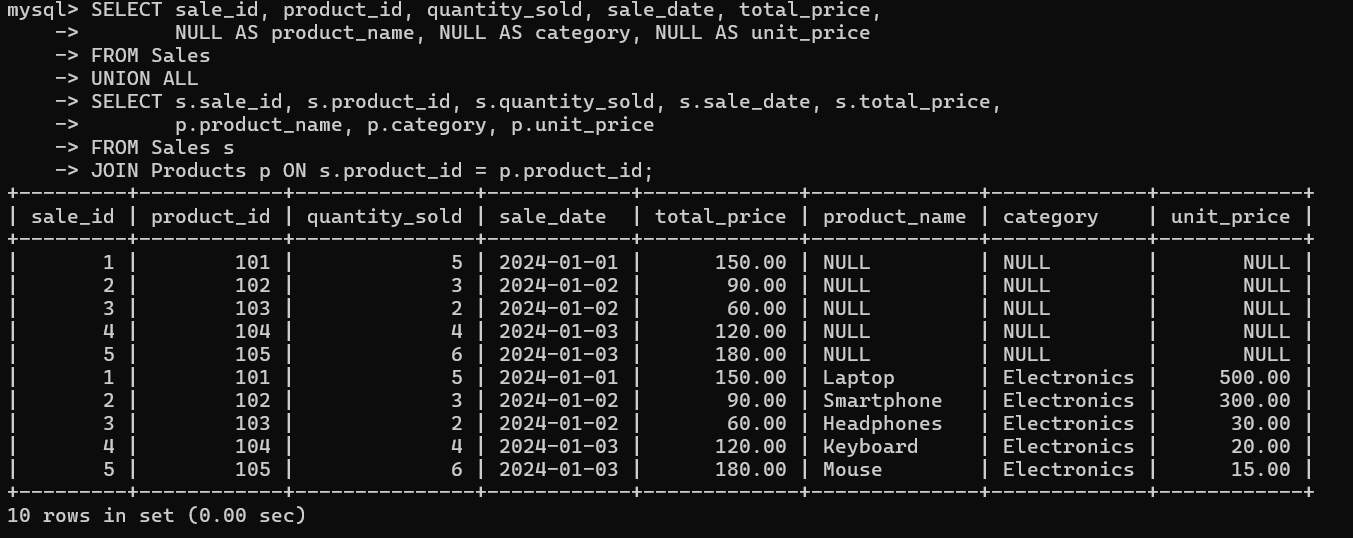 mysql> SELECT sale_id, product_id, quantity_sold, sale_date, total_price,
    ->        NULL AS product_name, NULL AS category, NULL AS unit_price
    -> FROM Sales
    -> UNION ALL
    -> SELECT s.sale_id, s.product_id, s.quantity_sold, s.sale_date, s.total_price,
    ->        p.product_name, p.category, p.unit_price
    -> FROM Sales s
    -> JOIN Products p ON s.product_id = p.product_id;
+---------+------------+---------------+------------+-------------+--------------+-------------+------------+
| sale_id | product_id | quantity_sold | sale_date  | total_price | product_name | category    | unit_price |
+---------+------------+---------------+------------+-------------+--------------+-------------+------------+
|       1 |        101 |             5 | 2024-01-01 |      150.00 | NULL         | NULL        |       NULL |
|       2 |        102 |             3 | 2024-01-02 |       90.00 | NULL         | NULL        |       NULL |
|       3 |        103 |             2 | 2024-01-02 |       60.00 | NULL         | NULL        |       NULL |
|       4 |        104 |             4 | 2024-01-03 |      120.00 | NULL         | NULL        |       NULL |
|       5 |        105 |             6 | 2024-01-03 |      180.00 | NULL         | NULL        |       NULL |
|       1 |        101 |             5 | 2024-01-01 |      150.00 | Laptop       | Electronics |     500.00 |
|       2 |        102 |             3 | 2024-01-02 |       90.00 | Smartphone   | Electronics |     300.00 |
|       3 |        103 |             2 | 2024-01-02 |       60.00 | Headphones   | Electronics |      30.00 |
|       4 |        104 |             4 | 2024-01-03 |      120.00 | Keyboard     | Electronics |      20.00 |
|       5 |        105 |             6 | 2024-01-03 |      180.00 | Mouse        | Electronics |      15.00 |
+---------+------------+---------------+------------+-------------+--------------+-------------+------------+
10 rows in set (0.00 sec)